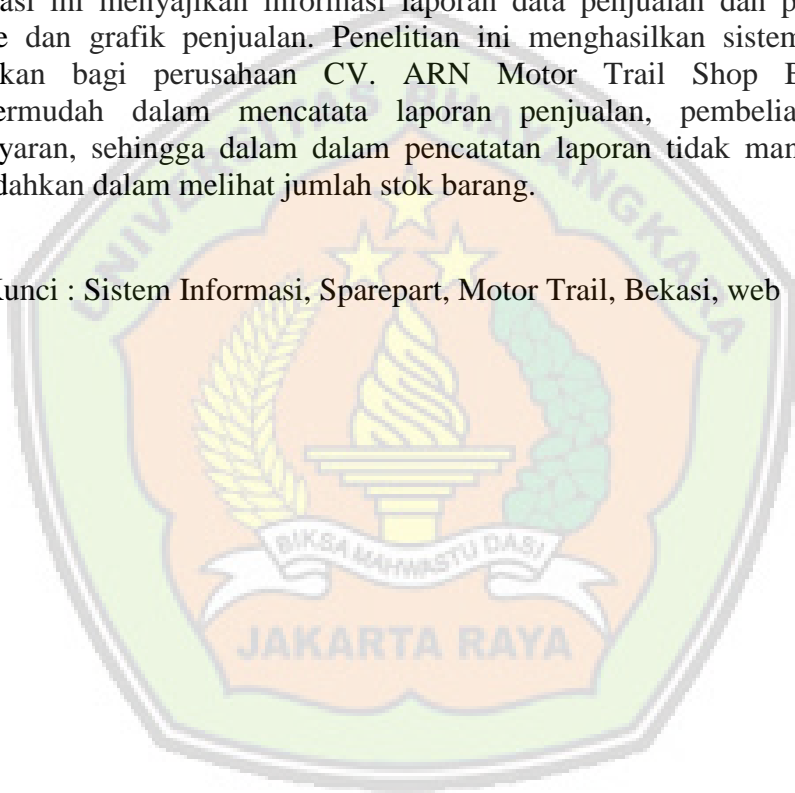 asi ini menyajikan informasi laporan data penjualan dan p
e dan grafik penjualan. Penelitian ini menghasilkan sistem
kan bagi perusahaan CV. ARN Motor Trail Shop B
ermudah dalam mencatata laporan penjualan, pembelia
yaran, sehingga dalam dalam pencatatan laporan tidak man
dahkan dalam melihat jumlah stok barang.
Kunci : Sistem Informasi, Sparepart, Motor Trail, Bekasi, web
UNIVERSITAS BHAYANGKARA
BIKSA MAHWASTU DASI
JAKARTA RAYA